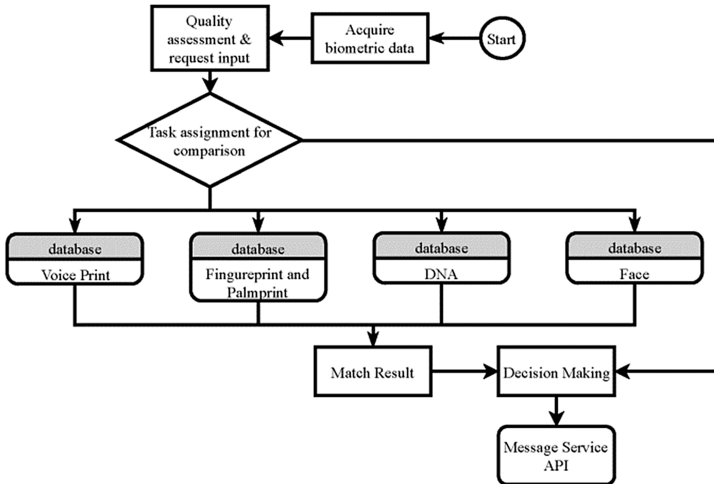 Quality
assessment &
request input
Acquire
biometric data
Start
Task assignment for
comparison
database
Voice Print
database
Fingureprint and
Palmprint
database
DNA
database
Face
Match Result
Decision Making
Message Service
API